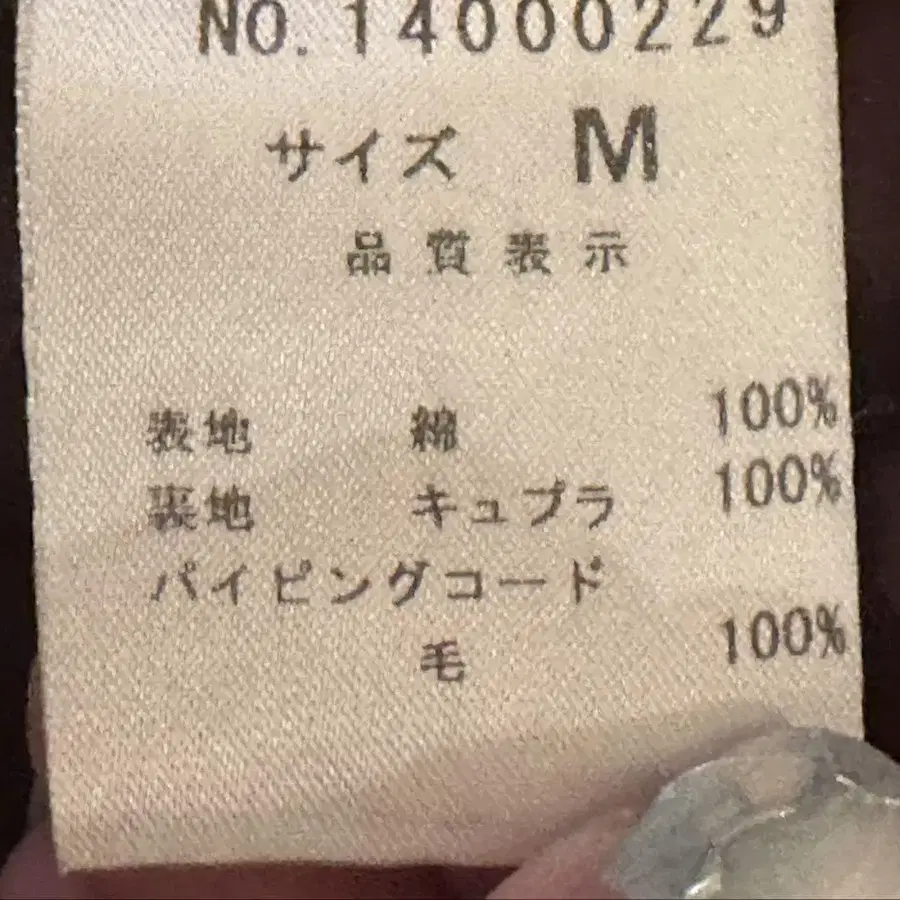 NO.14000229
サイズ M
品質表示
表地 綿 100%
裏地 キュプラ 100%
パイピングコード
毛 100%